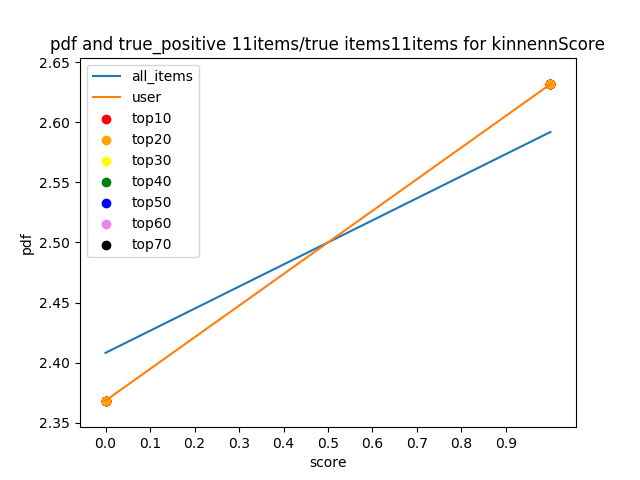 pdf and true_positive 11items/true items11items for kinnennScore
2.65
2.60
2.55
2.50
2.45
2.40
2.35
pdf
all_items
user
top10
top20
top30
top40
top50
top60
top70
0.0 0.1 0.2 0.3 0.4 0.5 0.6 0.7 0.8 0.9
score